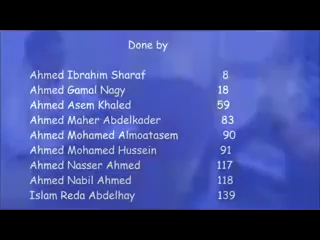 Done by
Ahmed Ibrahim Sharaf 8
Ahmed Gamal Nagy 18
Ahmed Asem Khaled 59
Ahmed Maher Abdelkader 83
Ahmed Mohamed Almoatasem 90
Ahmed Mohamed Hussein 91
Ahmed Nasser Ahmed 117
Ahmed Nabil Ahmed 118
Islam Reda Abdelhay 139